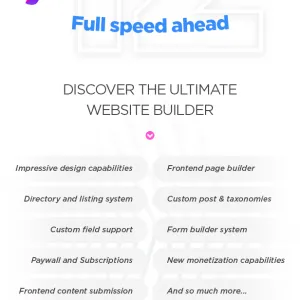 Full speed ahead
DISCOVER THE ULTIMATE
WEBSITE BUILDER
Impressive design capabilities
Frontend page builder
Directory and listing system
Custom post & taxonomies
Custom field support
Form builder system
Paywall and Subscriptions
New monetization capabilities
Frontend content submission
And so much more...